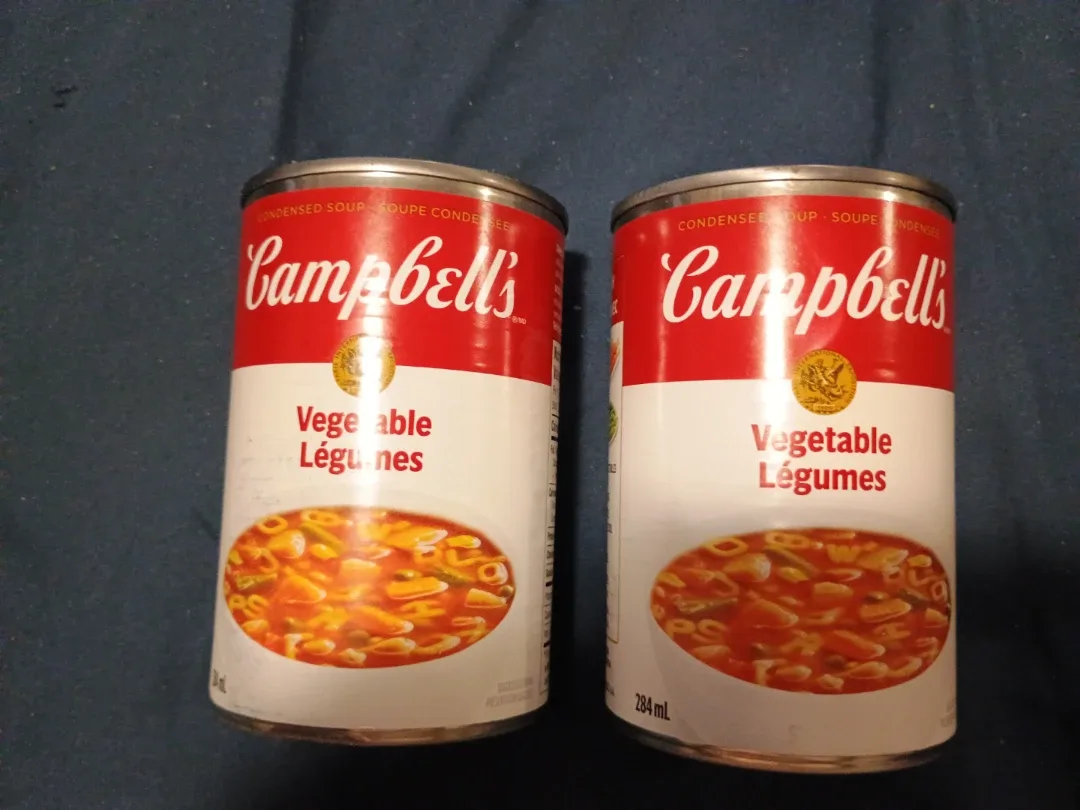 CONDENSED SOUP · SOUPE CONDENSÉE
Campbell's
Vegetable
Légumes
CONDENSED SOUP · SOUPE CONDENSÉE
Campbell's
Vegetable
Légumes
284 mL